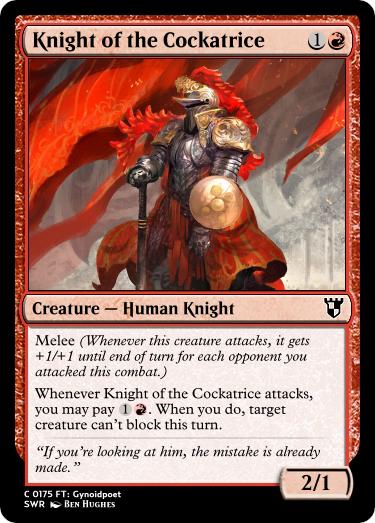 Knight of the Cockatrice 1
Creature — Human Knight
Melee (Whenever this creature attacks, it gets
+1/+1 until end of turn for each opponent you
attacked this combat.)
Whenever Knight of the Cockatrice attacks,
you may pay 1. When you do, target
creature can't block this turn.
"If you're looking at him, the mistake is already
made."
2/1
C 0175 FT: Gynoidpoet
SWR Ben Hughes